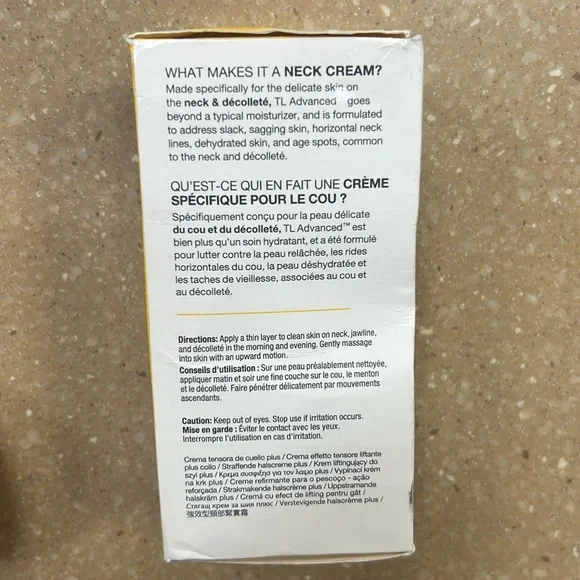 WHAT MAKES IT A NECK CREAM?
Made specifically for the delicate skin on
the neck & décolleté, TL Advanced™ goes
beyond a typical moisturizer, and is formulated
to address slack, sagging skin, horizontal neck
lines, dehydrated skin, and age spots, common
to the neck and décolleté.
QU'EST-CE QUI EN FAIT UNE CRÈME
SPÉCIFIQUE POUR LE COU ?
Spécifiquement conçu pour la peau délicate
du cou et du décolleté, TL Advanced™ est
bien plus qu'un soin hydratant, et a été formulé
pour lutter contre la peau relâchée, les rides
horizontales du cou, la peau déshydratée et
les taches de vieillesse, associées au cou et
au décolleté.
Directions: Apply a thin layer to clean skin on neck, jawline,
and décolleté in the morning and evening. Gently massage
into skin with an upward motion.
Conseils d'utilisation : Sur une peau préalablement nettoyée,
appliquer matin et soir une fine couche sur le cou, le menton
et le décolleté. Faire pénétrer délicatement par mouvements
ascendants.
Caution: Keep out of eyes. Stop use if irritation occurs.
Mise en garde : Éviter le contact avec les yeux.
Interrompre l'utilisation en cas d'irritation.
Crema tensora de cuello plus / Crema effetto tensore liftante
plus collo / Straffende halscreme plus / Krem liftingujący do
szyi plus / Κρεμα συσφιξηα για τον λαιμο plus / Vypínací krém
na krk plus / Creme refirmante para o pescoço - ação
reforçada / Strakmakende halscrème plus / Uppstramande
halskräm plus / Cremă cu efect de lifting pentru gât /
Стягащ крем за шия плюс / Verstevigende halscrème plus /
強效型頸部緊實霜